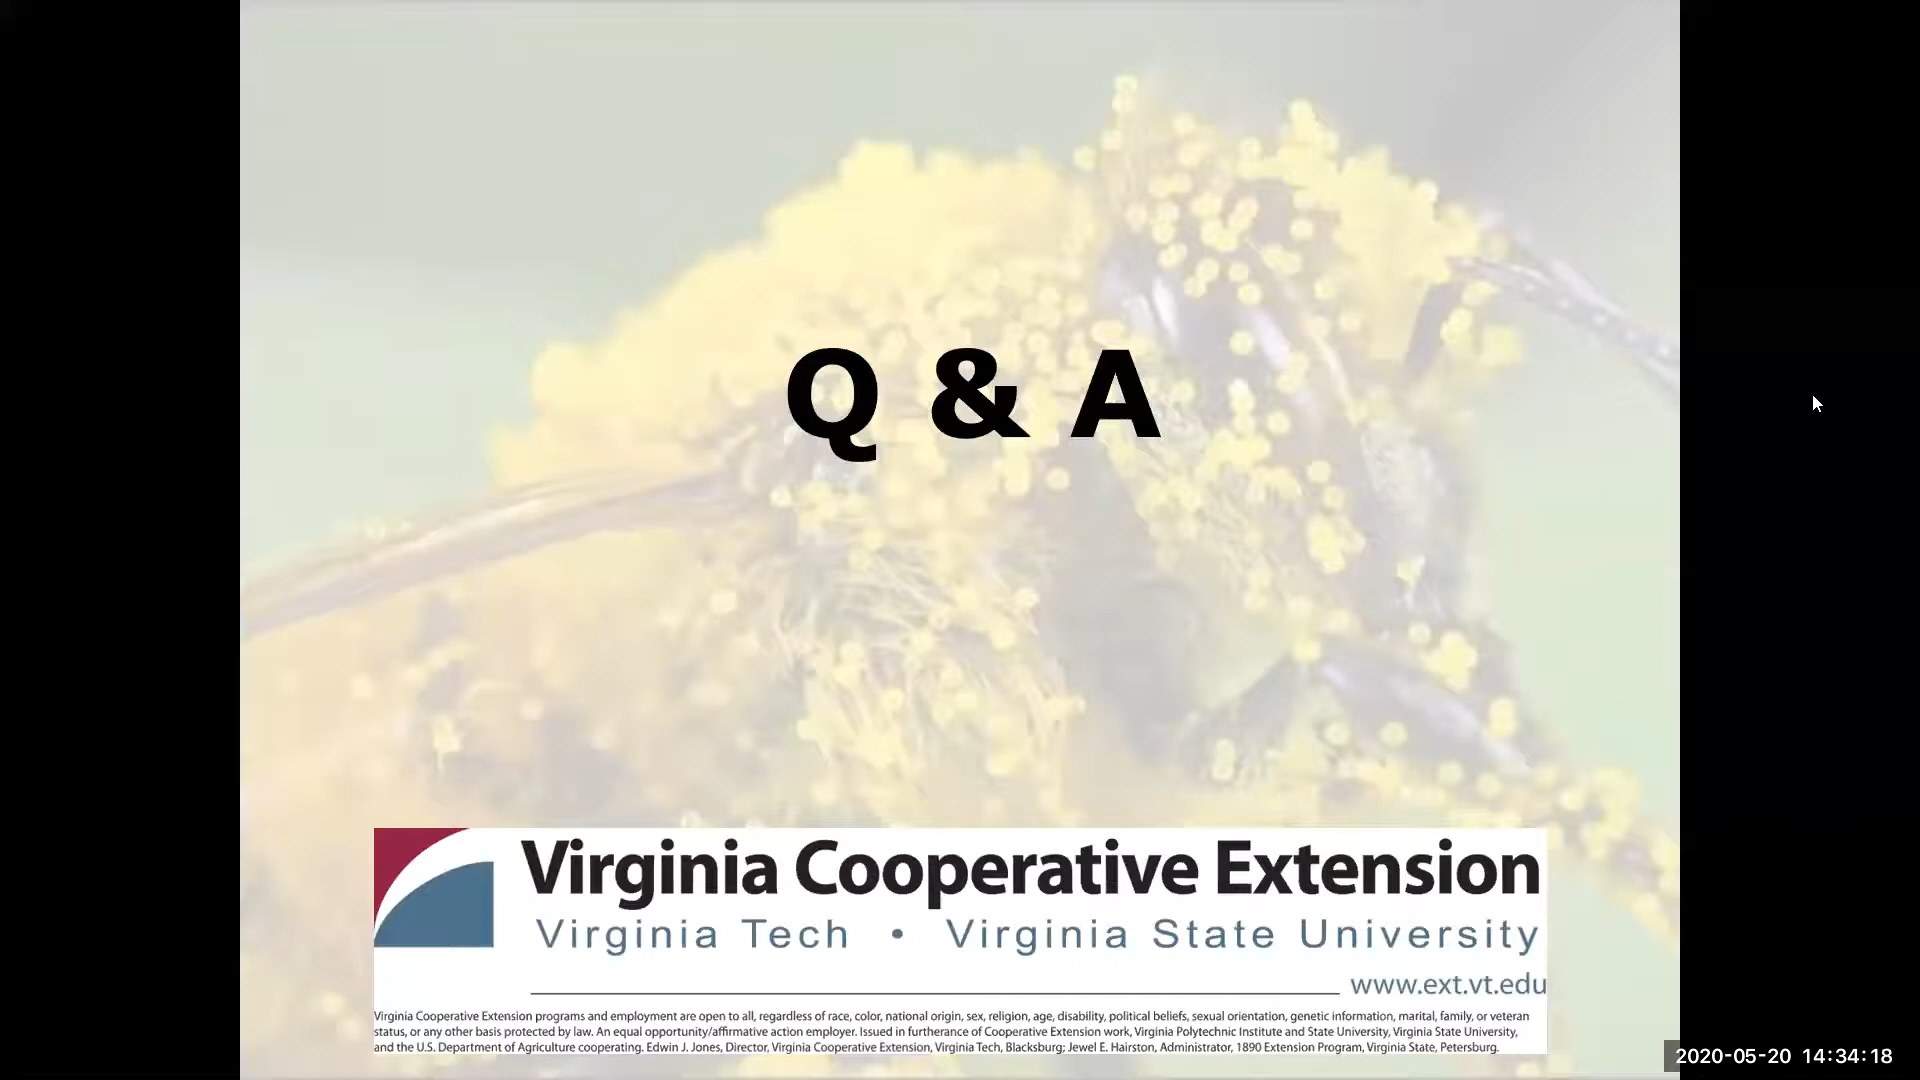 Q & A
Virginia Cooperative Extension
Virginia Tech • Virginia State University
www.ext.vt.edu
Virginia Cooperative Extension programs and employment are open to all, regardless of race, color, national origin, sex, religion, age, disability, political beliefs, sexual orientation, genetic information, marital, family, or veteran
status, or any other basis protected by law. An equal opportunity/affirmative action employer. Issued in furtherance of Cooperative Extension work, Virginia Polytechnic Institute and State University, Virginia State University,
and the U.S. Department of Agriculture cooperating. Edwin J. Jones, Director, Virginia Cooperative Extension, Virginia Tech, Blacksburg; Jewel E. Hairston, Administrator, 1890 Extension Program, Virginia State, Petersburg.
2020-05-20 14:34:18